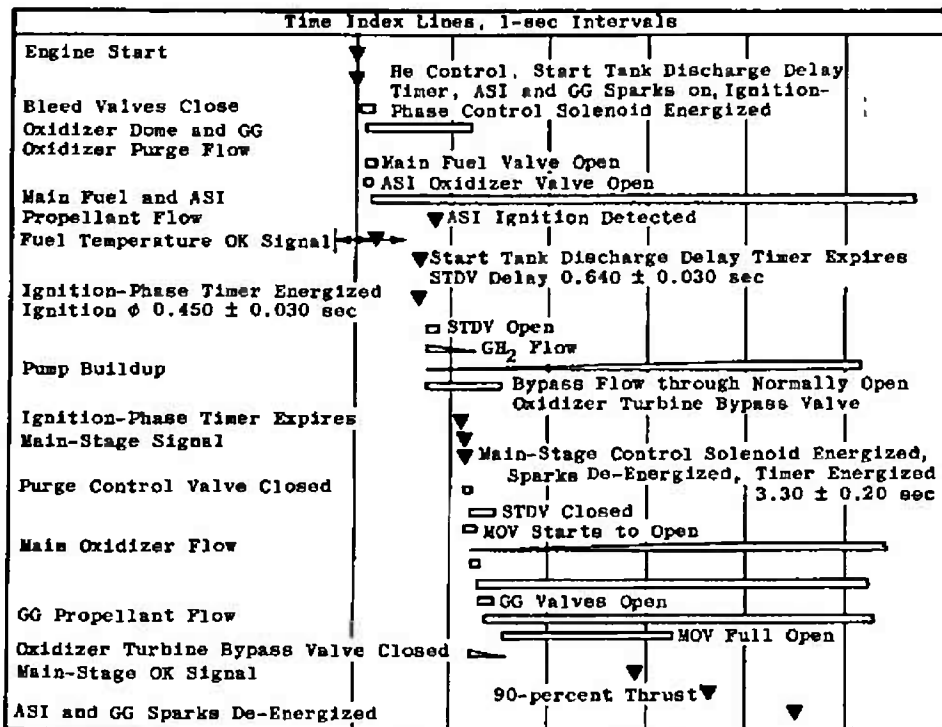 Time Index Lines, 1-sec Intervals
Engine Start
He Control, Start Tank Discharge Delay
Timer, ASI and GG Sparks on, Ignition-
Phase Control Solenoid Energized
Bleed Valves Close
Oxidizer Dome and GG
Oxidizer Purge Flow
Main Fuel Valve Open
ASI Oxidizer Valve Open
Main Fuel and ASI
Propellant Flow
ASI Ignition Detected
Fuel Temperature OK Signal
Start Tank Discharge Delay Timer Expires
STDV Delay 0.640 ± 0.030 sec
Ignition-Phase Timer Energized
Ignition ϕ 0.450 ± 0.030 sec
STDV Open
GH2 Flow
Pump Buildup
Bypass Flow through Normally Open
Oxidizer Turbine Bypass Valve
Ignition-Phase Timer Expires
Main-Stage Signal
Main-Stage Control Solenoid Energized,
Sparks De-Energized, Timer Energized
3.30 ± 0.20 sec
Purge Control Valve Closed
STDV Closed
MOV Starts to Open
Main Oxidizer Flow
GG Valves Open
GG Propellant Flow
MOV Full Open
Oxidizer Turbine Bypass Valve Closed
Main-Stage OK Signal
90-percent Thrust
ASI and GG Sparks De-Energized